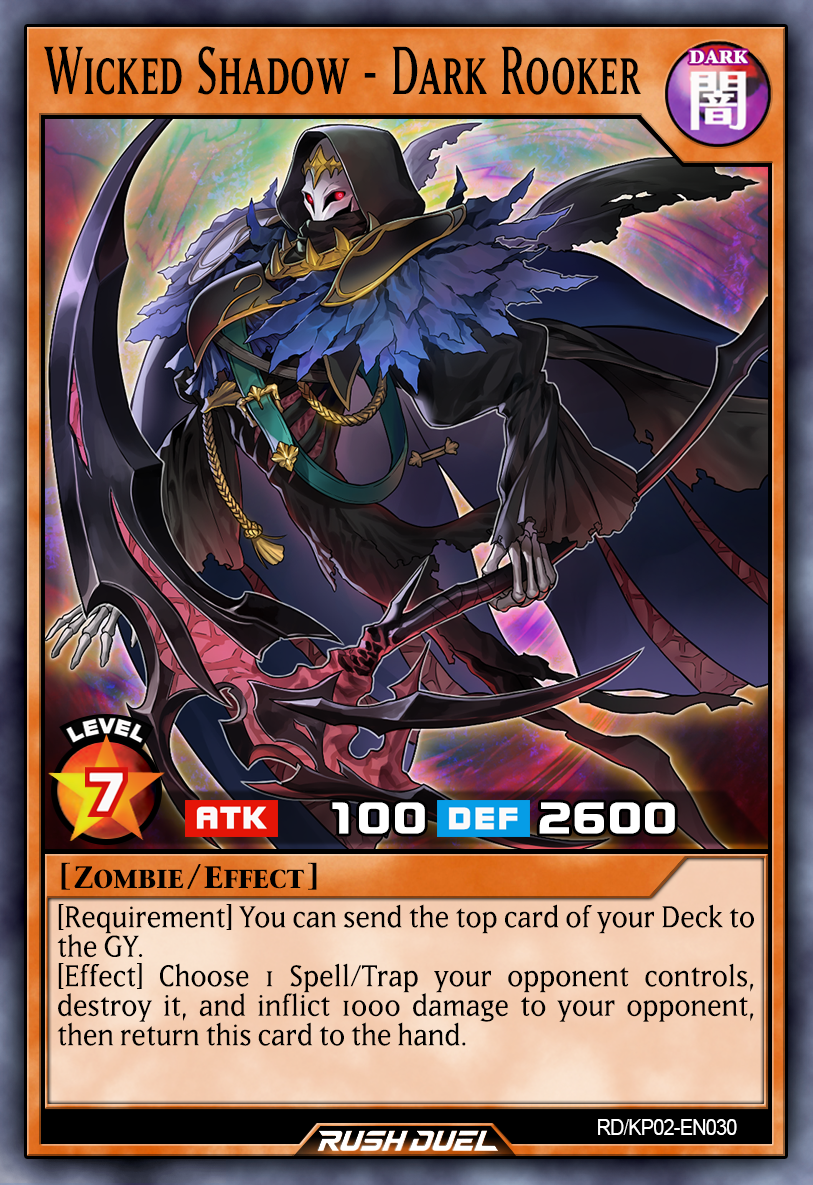 Wicked Shadow - Dark Rooker
DARK
闇
LEVEL
7
ATK 100 DEF 2600
[Zombie/Effect]
[Requirement] You can send the top card of your Deck to
the GY.
[Effect] Choose 1 Spell/Trap your opponent controls,
destroy it, and inflict 1000 damage to your opponent,
then return this card to the hand.
RD/KP02-EN030
RUSH DUEL